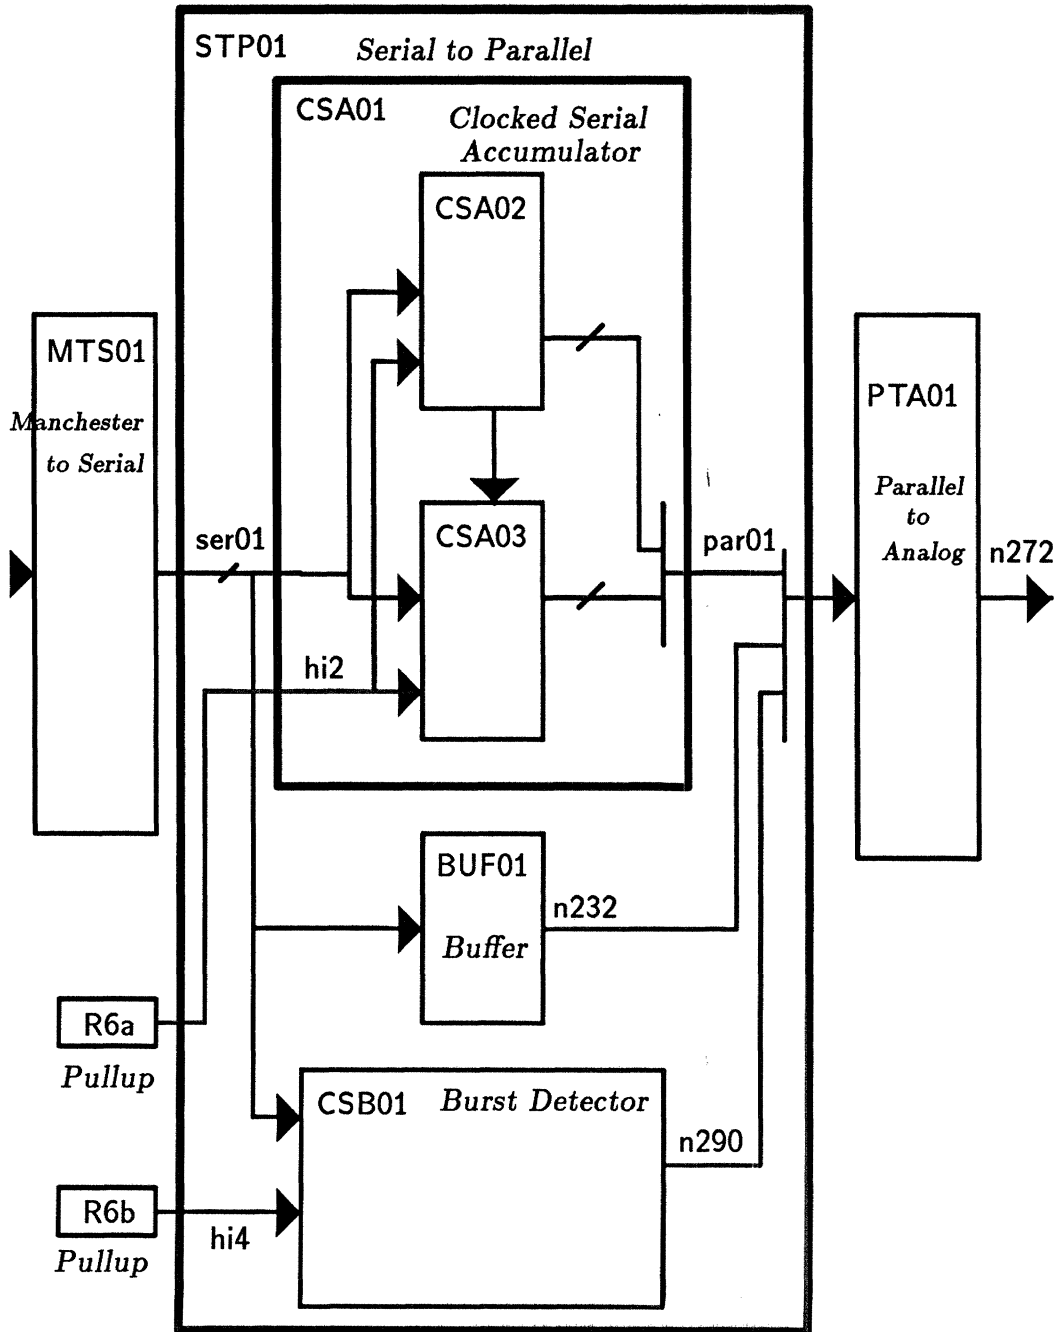 STP01
Serial to Parallel
CSA01
Clocked Serial
Accumulator
CSA02
MTS01
Manchester
to Serial
PTA01
Parallel
to
Analog
ser01
CSA03
par01
n272
hi2
BUF01
n232
Buffer
R6a
Pullup
CSB01
Burst Detector
n290
R6b
hi4
Pullup